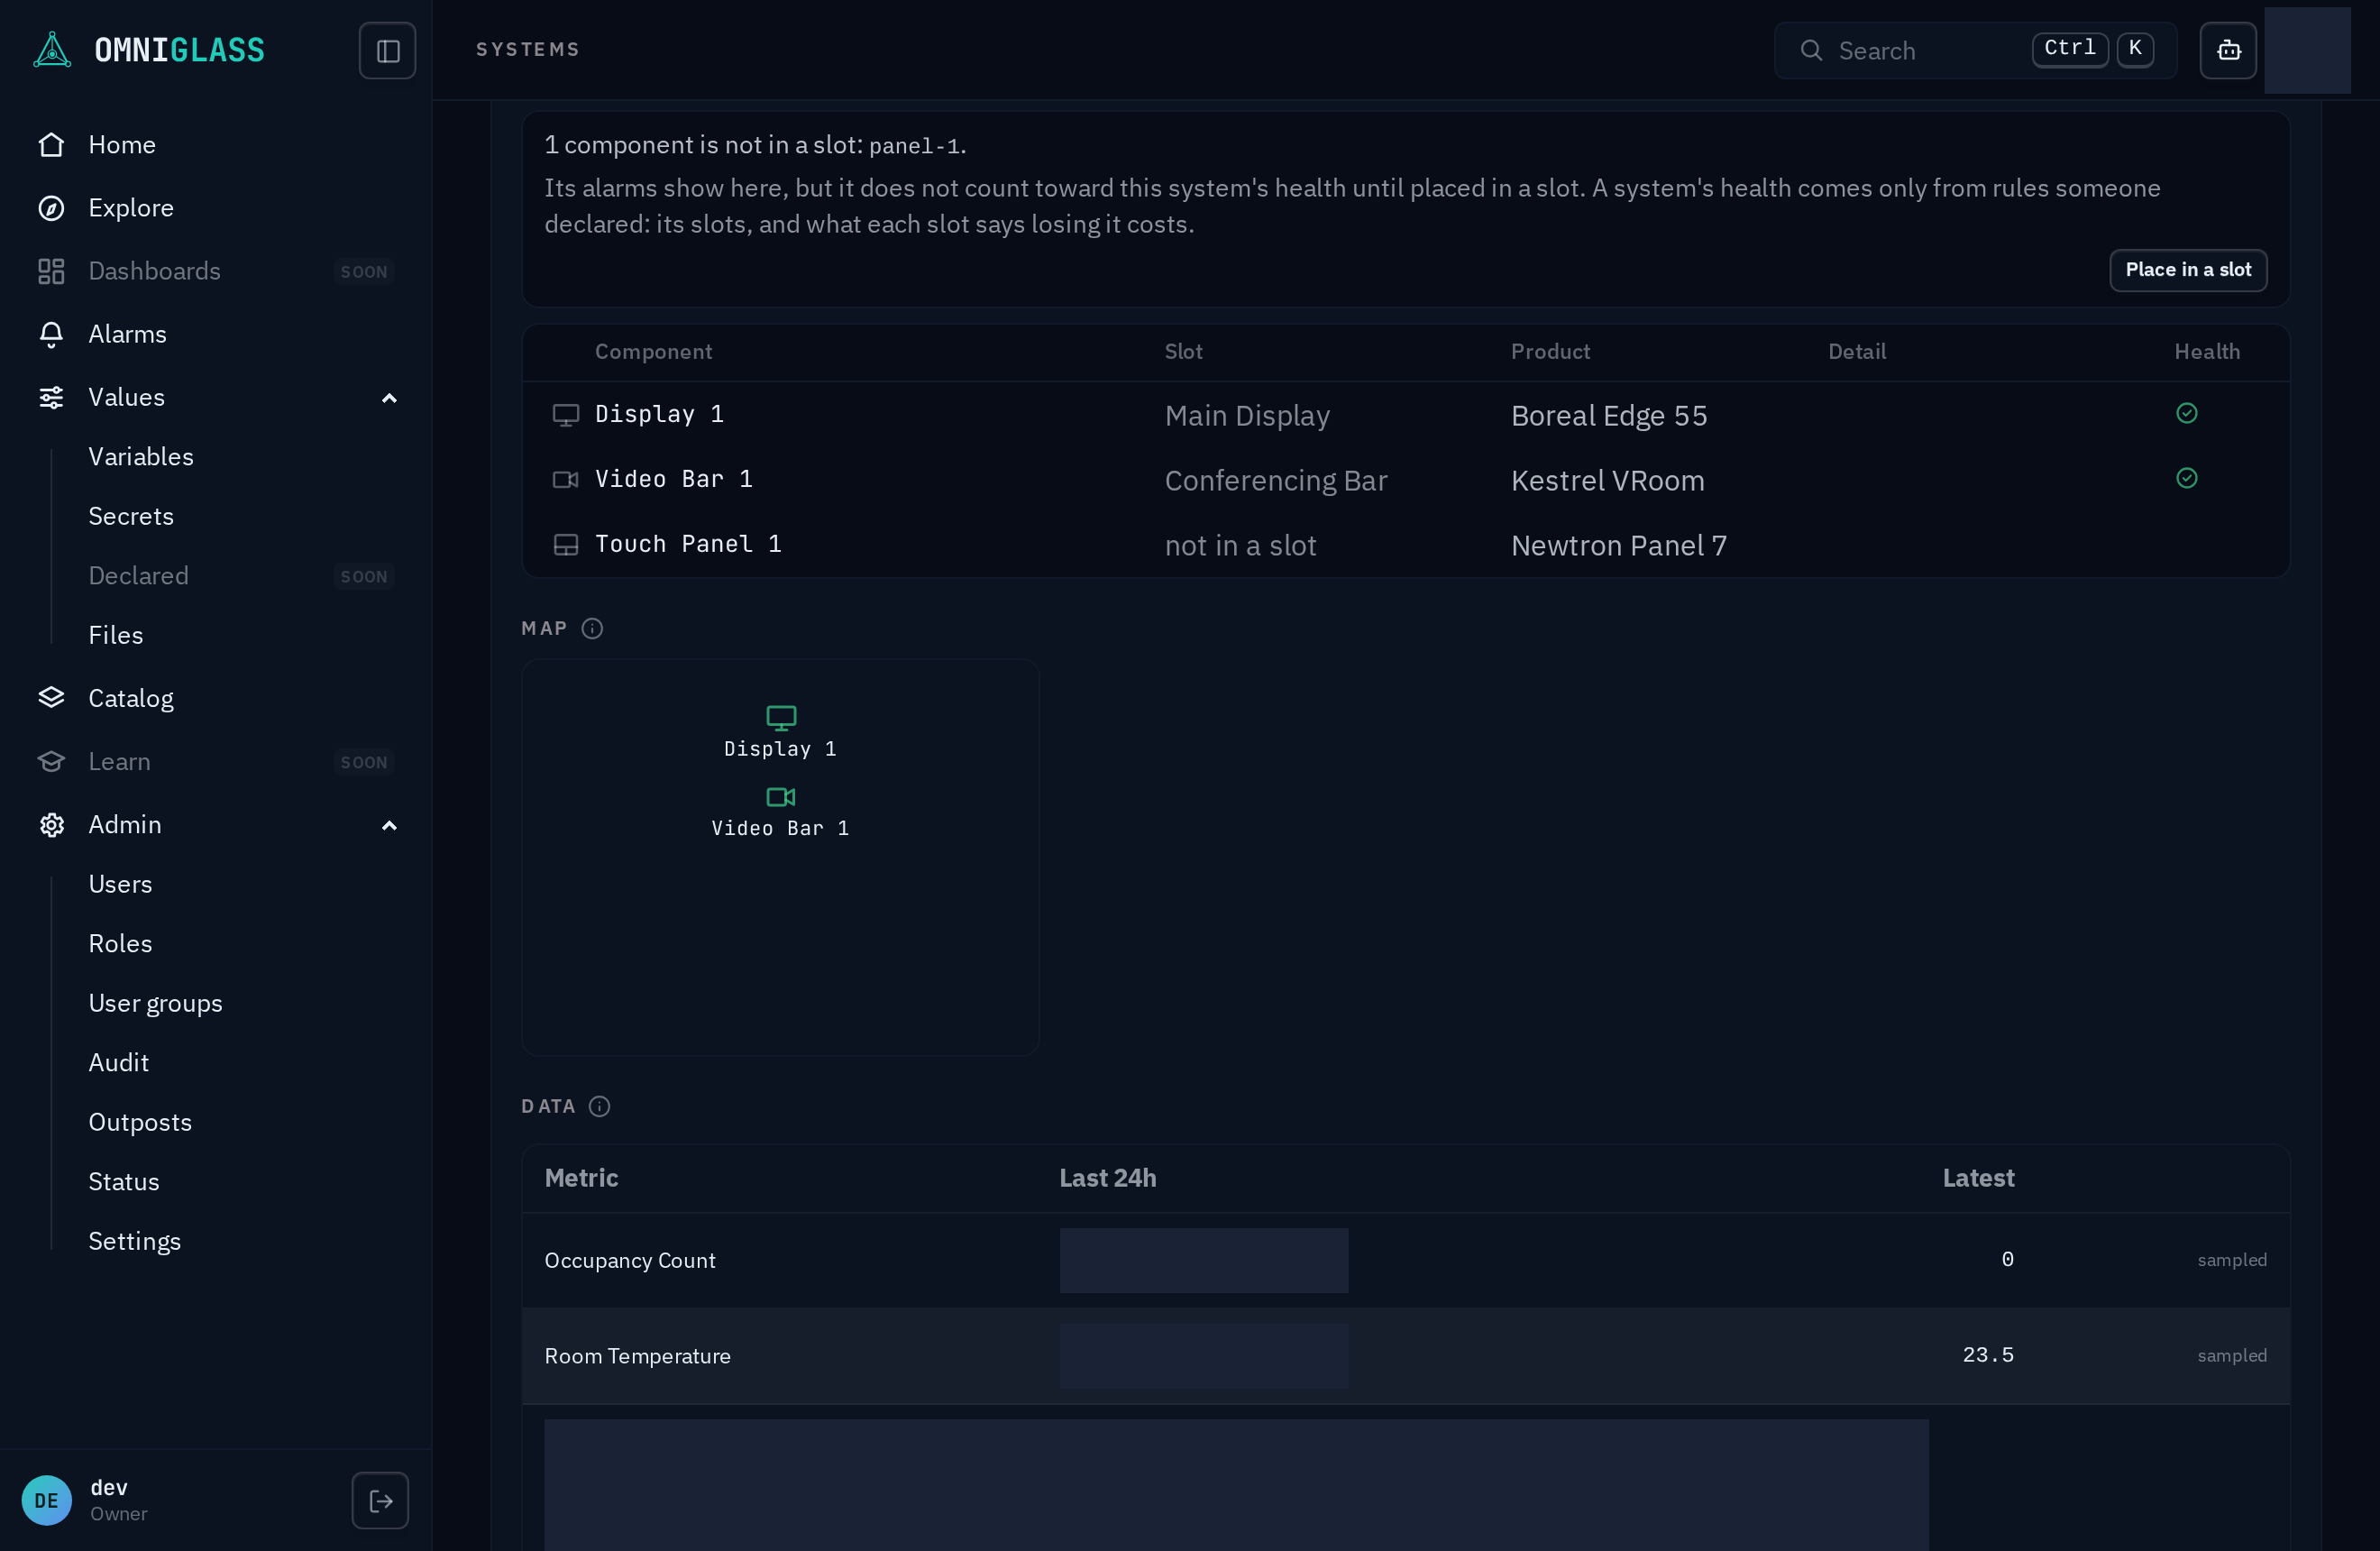 OMNIGLASS
SYSTEMS
Search Ctrl K
Home
Explore
Dashboards SOON
Alarms
Values
Variables
Secrets
Declared SOON
Files
Catalog
Learn SOON
Admin
Users
Roles
User groups
Audit
Outposts
Status
Settings
DE dev
Owner
1 component is not in a slot: panel-1.
Its alarms show here, but it does not count toward this system's health until placed in a slot. A system's health comes only from rules someone
declared: its slots, and what each slot says losing it costs.
Place in a slot
Component Slot Product Detail Health
Display 1 Main Display Boreal Edge 55
Video Bar 1 Conferencing Bar Kestrel VRoom
Touch Panel 1 not in a slot Newtron Panel 7
MAP
Display 1
Video Bar 1
DATA
Metric Last 24h Latest
Occupancy Count 0 sampled
Room Temperature 23.5 sampled